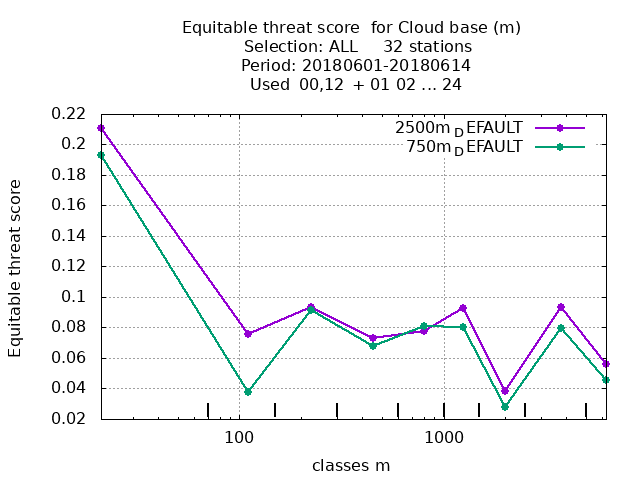 Equitable threat score  for Cloud base (m)
Selection: ALL     32 stations
Period: 20180601-20180614
Used  00,12  + 01 02 ... 24
2500m_DEFAULT
750m_DEFAULT
0.22
0.2
0.18
0.16
0.14
0.12
0.1
0.08
0.06
0.04
0.02
Equitable threat score
100
1000
classes m